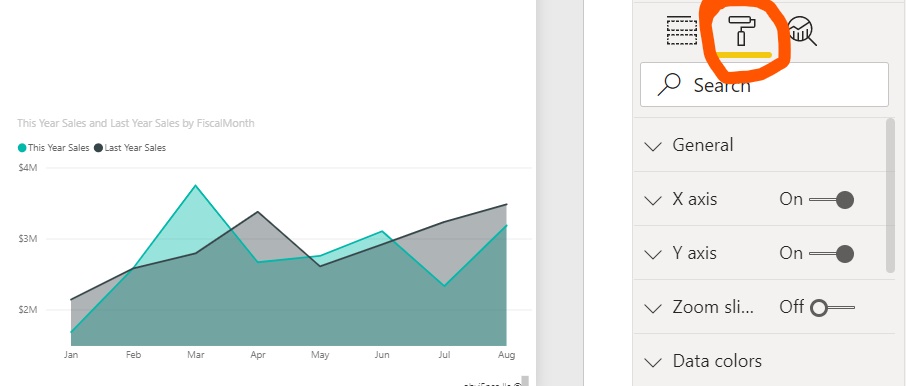 This Year Sales and Last Year Sales by FiscalMonth
This Year Sales Last Year Sales
$4M
$3M
$2M
Jan Feb Mar Apr May Jun Jul Aug
Search
General
X axis On
Y axis On
Zoom sli... Off
Data colors